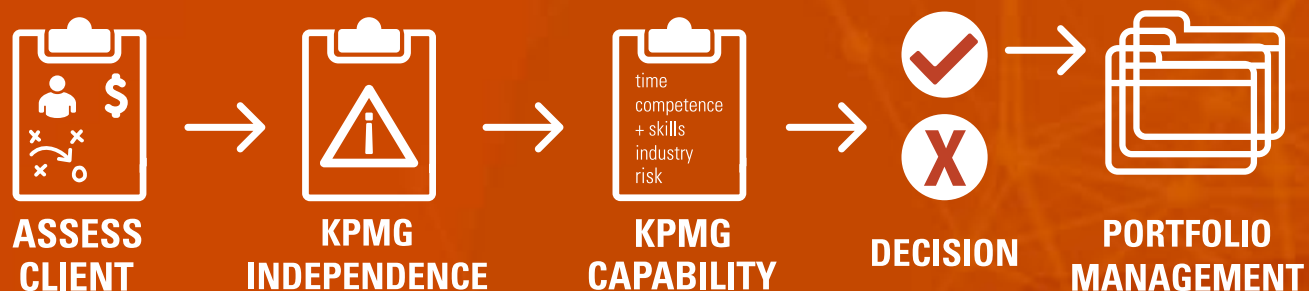 time
competence
+ skills
industry
risk
ASSESS
CLIENT
KPMG
INDEPENDENCE
KPMG
CAPABILITY
DECISION
PORTFOLIO
MANAGEMENT